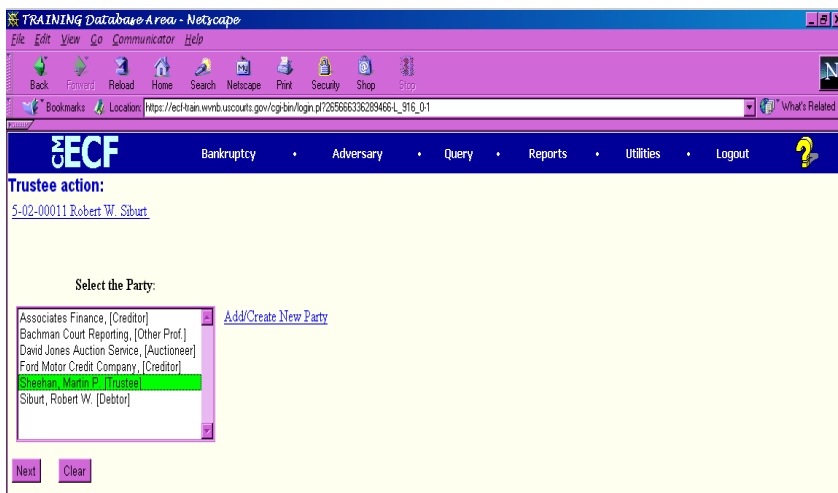 TRAINING Database Area - Netscape
File Edit View Go Communicator Help
Back Forward Reload Home Search Netscape Print Security Shop Stop
Bookmarks Location: https://ecf-train.wvnb.uscourts.gov/cgi-bin/login.pl?265666336289466-L_916_0-1 What's Related
CM ECF Bankruptcy • Adversary • Query • Reports • Utilities • Logout ?
Trustee action:
5-02-00011 Robert W. Siburt
Select the Party:
Associates Finance, [Creditor] Add/Create New Party
Bachman Court Reporting, [Other Prof.]
David Jones Auction Service, [Auctioneer]
Ford Motor Credit Company, [Creditor]
Sheehan, Martin P. [Trustee]
Siburt, Robert W. [Debtor]
Next Clear